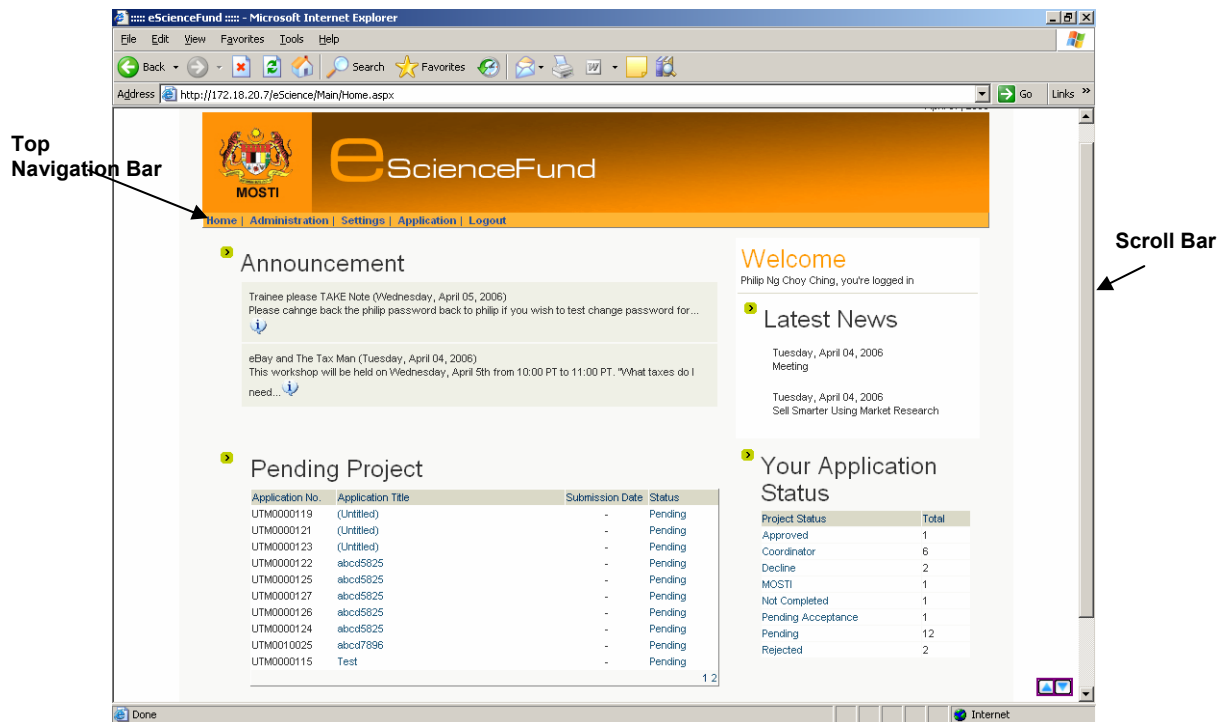 ::::: eScienceFund ::::: - Microsoft Internet Explorer
File Edit View Favorites Tools Help
Back Search Favorites
Address http://172.18.20.7/eScience/Main/Home.aspx Go Links »
Top
Navigation Bar
MOSTI
eScienceFund
Home | Administration | Settings | Application | Logout
Scroll Bar
Announcement
Trainee please TAKE Note (Wednesday, April 05, 2006)
Please cahnge back the philip password back to philip if you wish to test change password for...
eBay and The Tax Man (Tuesday, April 04, 2006)
This workshop will be held on Wednesday, April 5th from 10:00 PT to 11:00 PT. "What taxes do I
need...
Welcome
Philip Ng Choy Ching, you're logged in
Latest News
Tuesday, April 04, 2006
Meeting
Tuesday, April 04, 2006
Sell Smarter Using Market Research
Pending Project
Application No. Application Title Submission Date Status
UTM0000119 (Untitled) - Pending
UTM0000121 (Untitled) - Pending
UTM0000123 (Untitled) - Pending
UTM0000122 abcd5825 - Pending
UTM0000125 abcd5825 - Pending
UTM0000127 abcd5825 - Pending
UTM0000126 abcd5825 - Pending
UTM0000124 abcd5825 - Pending
UTM0010025 abcd7896 - Pending
UTM0000115 Test - Pending
1 2
Your Application
Status
Project Status Total
Approved 1
Coordinator 6
Decline 2
MOSTI 1
Not Completed 1
Pending Acceptance 1
Pending 12
Rejected 2
Done Internet